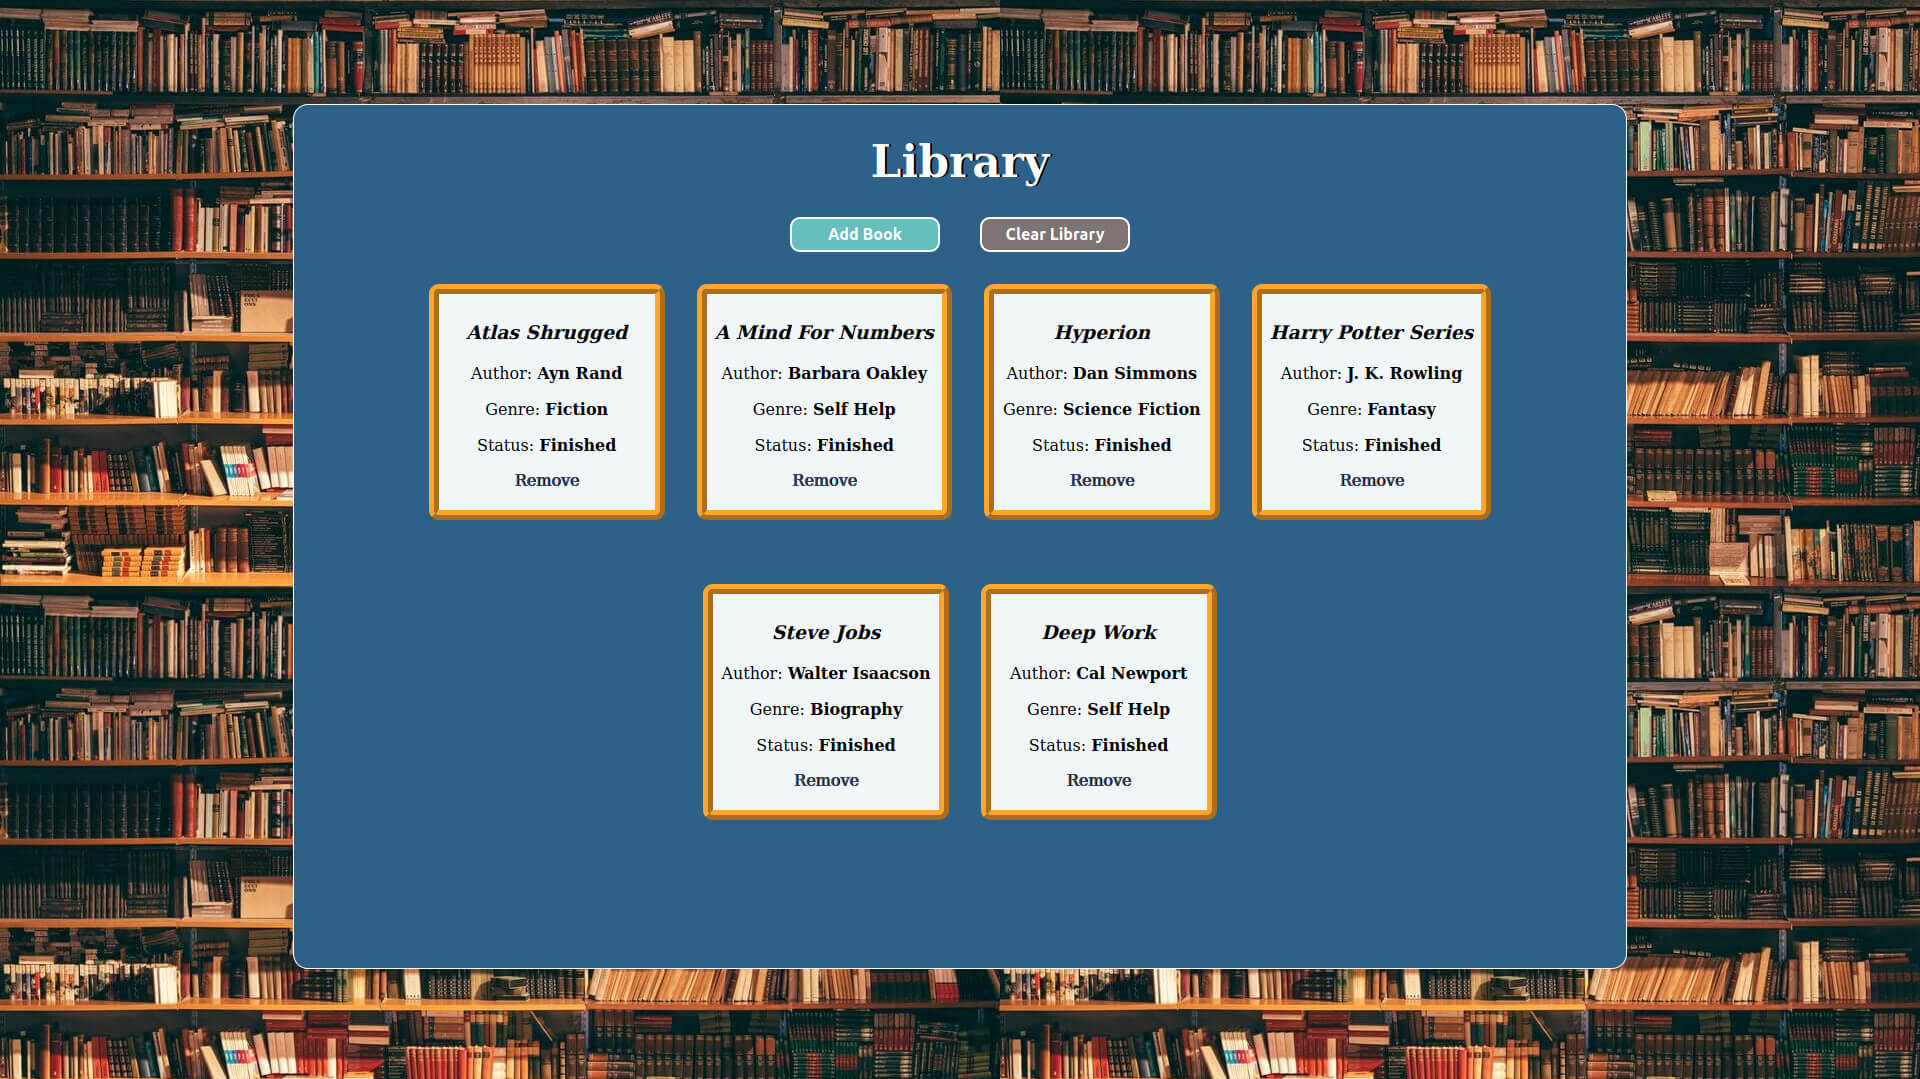 Library
Add Book
Clear Library
Atlas Shrugged
Author: Ayn Rand
Genre: Fiction
Status: Finished
Remove
A Mind For Numbers
Author: Barbara Oakley
Genre: Self Help
Status: Finished
Remove
Hyperion
Author: Dan Simmons
Genre: Science Fiction
Status: Finished
Remove
Harry Potter Series
Author: J. K. Rowling
Genre: Fantasy
Status: Finished
Remove
Steve Jobs
Author: Walter Isaacson
Genre: Biography
Status: Finished
Remove
Deep Work
Author: Cal Newport
Genre: Self Help
Status: Finished
Remove